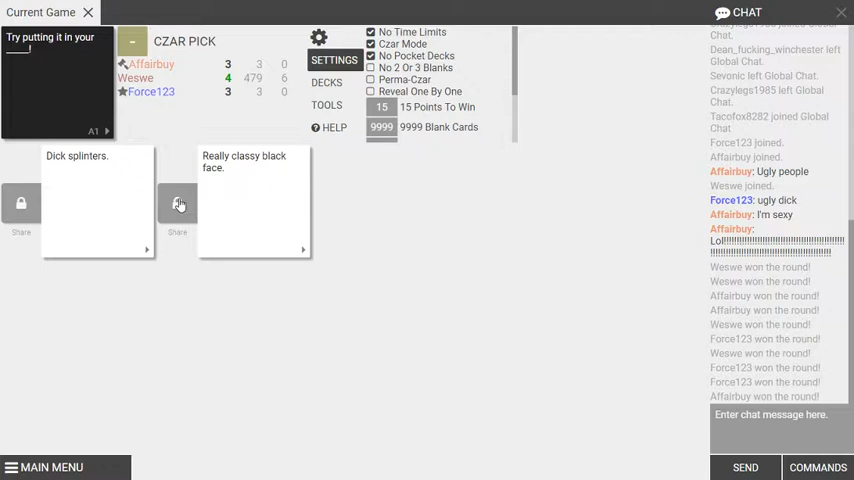 Current Game
CHAT
Try putting it in your
____!
A1
-
CZAR PICK
Affairbuy 3 3 0
Weswe 4 479 6
Force123 3 3 0
SETTINGS
DECKS
TOOLS
HELP
No Time Limits
Czar Mode
No Pocket Decks
No 2 Or 3 Blanks
Perma-Czar
Reveal One By One
15 15 Points To Win
9999 9999 Blank Cards
Dick splinters.
Share
Really classy black
face.
Share
Chat.
Dean_fucking_winchester left
Global Chat.
Sevonic left Global Chat.
Crazylegs1985 left Global
Chat.
Tacofox8282 joined Global
Chat
Force123 joined.
Affairbuy joined.
Affairbuy: Ugly people
Weswe joined.
Force123: ugly dick
Affairbuy: I'm sexy
Affairbuy:
Weswe won the round!
Weswe won the round!
Affairbuy won the round!
Affairbuy won the round!
Weswe won the round!
Force123 won the round!
Weswe won the round!
Force123 won the round!
Force123 won the round!
Affairbuy won the round!
Enter chat message here.
MAIN MENU
SEND
COMMANDS